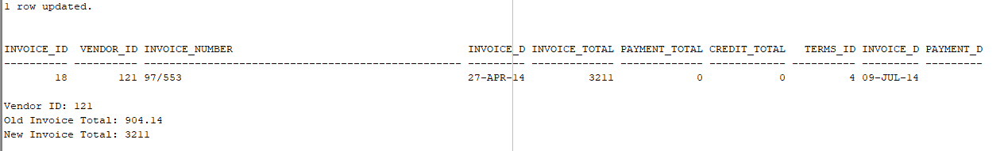 1 row updated.
INVOICE_ID VENDOR_ID INVOICE_NUMBER INVOICE_D INVOICE_TOTAL PAYMENT_TOTAL CREDIT_TOTAL TERMS_ID INVOICE_D PAYMENT_D
---------- ---------- -------------------------------------------------- --------- ------------- ------------- ------------ ---------- --------- ---------
18 121 97/553 27-APR-14 3211 0 0 4 09-JUL-14
Vendor ID: 121
Old Invoice Total: 904.14
New Invoice Total: 3211